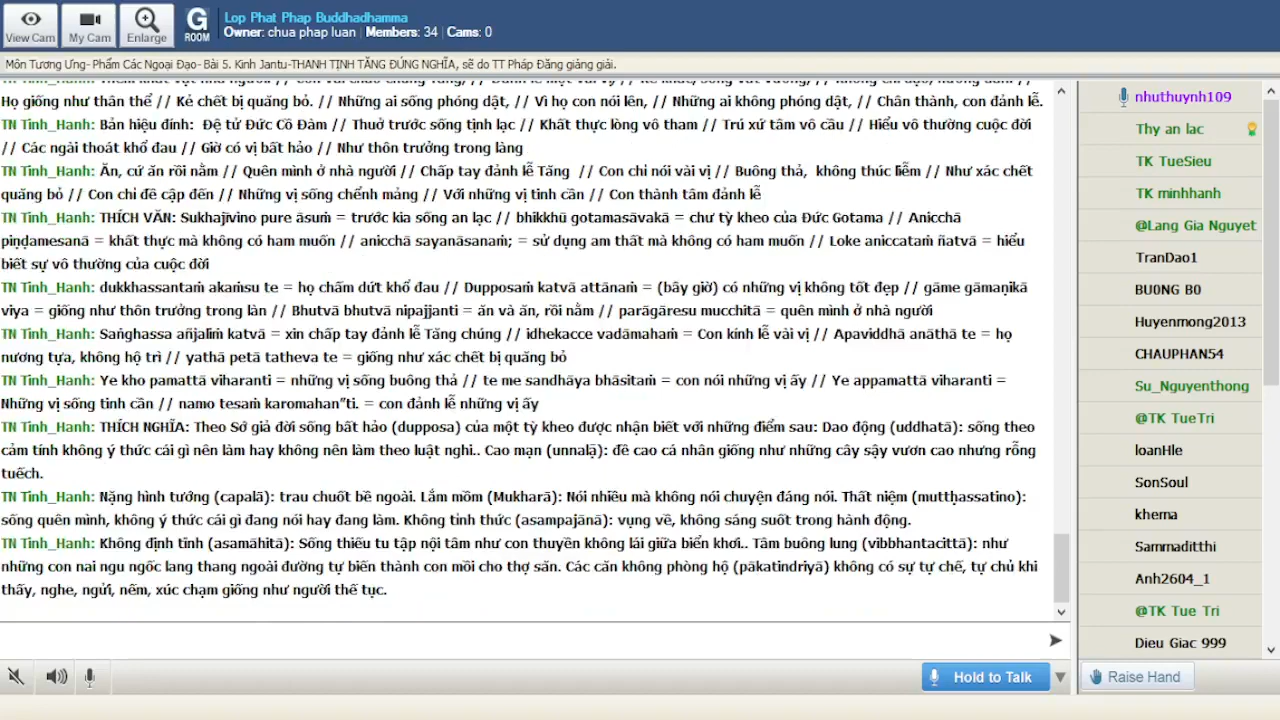 View Cam
My Cam
Enlarge
G
ROOM
Lop Phat Phap Buddhadhamma
Owner: chua phap luan | Members: 34 | Cams: 0
Môn Tương Ưng- Phẩm Các Ngoại Đạo- Bài 5. Kinh Jantu-THANH TỊNH TĂNG ĐÚNG NGHĨA, sẽ do TT Pháp Đăng giảng giải.
Họ giống như thân thể // Kẻ chết bị quăng bỏ. // Những ai sống phóng dật, // Vì họ con nói lên, // Những ai không phóng dật, // Chân thành, con đảnh lễ.
TN Tinh_Hanh: Bản hiệu đính: Đệ tử Đức Cồ Đàm // Thuở trước sống tịnh lạc // Khất thực lòng vô tham // Trú xứ tâm vô cầu // Hiểu vô thường cuộc đời
// Các ngài thoát khổ đau // Giờ có vị bất hảo // Như thôn trưởng trong làng
TN Tinh_Hanh: Ăn, cứ ăn rồi nằm // Quên mình ở nhà người // Chấp tay đảnh lễ Tăng // Con chỉ nói vài vị // Buông thả, không thúc liễm // Như xác chết
quăng bỏ // Con chỉ đề cập đến // Những vị sống chểnh mảng // Với những vị tinh cần // Con thành tâm đảnh lễ
TN Tinh_Hanh: THÍCH VĂN: Sukhajīvino pure āsuṁ = trước kia sống an lạc // bhikkhū gotamasāvakā = chư tỳ kheo của Đức Gotama // Anicchā
piṇḍamesanā = khất thực mà không có ham muốn // anicchā sayanāsanaṁ; = sử dụng am thất mà không có ham muốn // Loke aniccataṁ ñatvā = hiểu
biết sự vô thường của cuộc đời
TN Tinh_Hanh: dukkhassantaṁ akaṁsu te = họ chấm dứt khổ đau // Dupposaṁ katvā attānaṁ = (bây giờ) có những vị không tốt đẹp // gāme gāmaṇikā
viya = giống như thôn trưởng trong làn // Bhutvā bhutvā nipajjanti = ăn và ăn, rồi nằm // parāgāresu mucchitā = quên mình ở nhà người
TN Tinh_Hanh: Saṅghassa añjaliṁ katvā = xin chấp tay đảnh lễ Tăng chúng // idhekacce vadāmahaṁ = Con kính lễ vài vị // Apaviddhā anāthā te = họ
nương tựa, không hộ trì // yathā petā tatheva te = giống như xác chết bị quăng bỏ
TN Tinh_Hanh: Ye kho pamattā viharanti = những vị sống buông thả // te me sandhāya bhāsitaṁ = con nói những vị ấy // Ye appamattā viharanti =
Những vị sống tinh cần // namo tesaṁ karomahan”ti. = con đảnh lễ những vị ấy
TN Tinh_Hanh: THÍCH NGHĨA: Theo Sớ giả đời sống bất hảo (dupposa) của một tỳ kheo được nhận biết với những điểm sau: Dao động (uddhatā): sống theo
cảm tính không ý thức cái gì nên làm hay không nên làm theo luật nghi.. Cao mạn (unnaḷā): đề cao cá nhân giống như những cây sậy vươn cao nhưng rỗng
tuếch.
TN Tinh_Hanh: Nặng hình tướng (capalā): trau chuốt bề ngoài. Lắm mồm (Mukharā): Nói nhiều mà không nói chuyện đáng nói. Thất niệm (muttḥassatino):
sống quên mình, không ý thức cái gì đang nói hay đang làm. Không tỉnh thức (asampajānā): vụng về, không sáng suốt trong hành động.
TN Tinh_Hanh: Không định tĩnh (asamāhitā): Sống thiếu tu tập nội tâm như con thuyền không lái giữa biển khơi.. Tâm buông lung (vibbhantacittā): như
những con nai ngu ngốc lang thang ngoài đường tự biến thành con mồi cho thợ săn. Các căn không phòng hộ (pākatindriyā) không có sự tự chế, tự chủ khi
thấy, nghe, ngửi, nếm, xúc chạm giống như người thế tục.
nhuthuynh109
Thy an lac
TK TueSieu
TK minhhanh
@Lang Gia Nguyet
TranDao1
BU0NG B0
Huyenmong2013
CHAUPHAN54
Su_Nguyenthong
@TK TueTri
loanHle
SonSoul
khema
Sammaditthi
Anh2604_1
@TK Tue Tri
Dieu Giac 999
Hold to Talk
Raise Hand